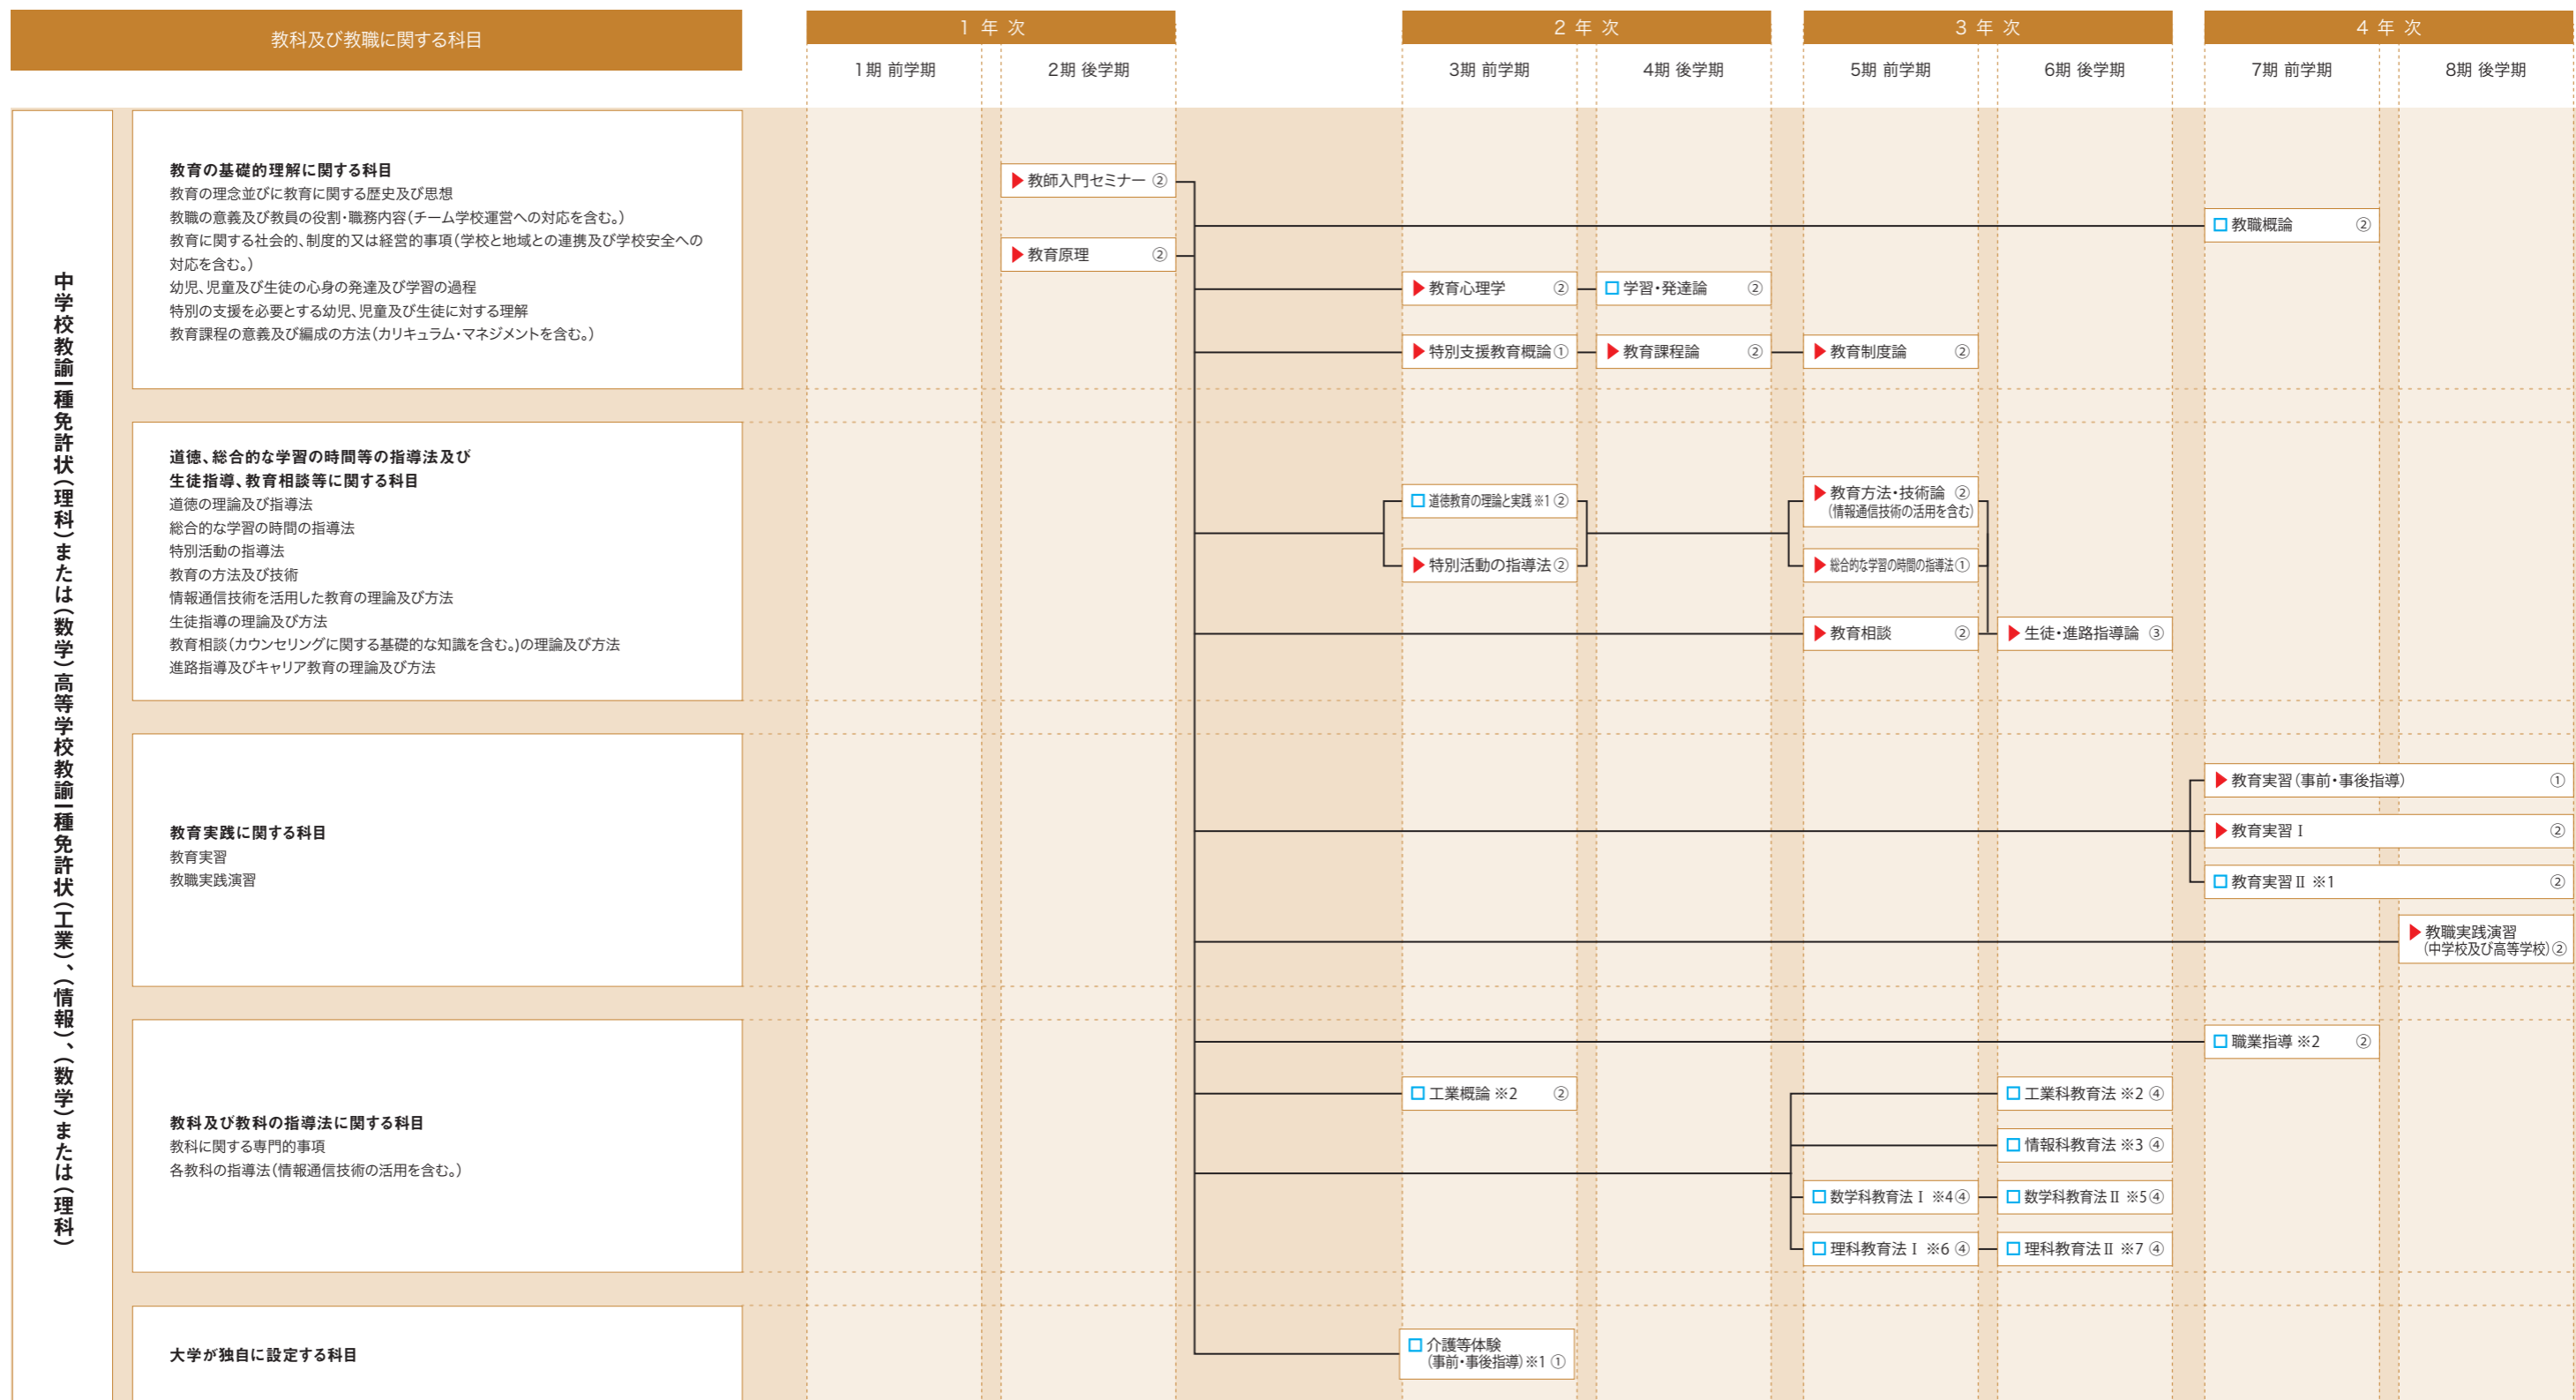 教科及び教職に関する科目
1 年 次
2 年 次
3 年 次
4 年 次
1期 前学期
2期 後学期
3期 前学期
4期 後学期
5期 前学期
6期 後学期
7期 前学期
8期 後学期
中学校教諭一種免許状(理科)または(数学)高等学校教諭一種免許状(工業)、(情報)、(数学)または(理科)
教育の基礎的理解に関する科目
教育の理念並びに教育に関する歴史及び思想
教職の意義及び教員の役割・職務内容(チーム学校運営への対応を含む。)
教育に関する社会的、制度的又は経営的事項(学校と地域との連携及び学校安全への
対応を含む。)
幼児、児童及び生徒の心身の発達及び学習の過程
特別の支援を必要とする幼児、児童及び生徒に対する理解
教育課程の意義及び編成の方法(カリキュラム・マネジメントを含む。)
▶教師入門セミナー ②
□教職概論 ②
▶教育原理 ②
▶教育心理学 ②
□学習・発達論 ②
▶特別支援教育概論①
▶教育課程論 ②
▶教育制度論 ②
道徳、総合的な学習の時間等の指導法及び
生徒指導、教育相談等に関する科目
道徳の理論及び指導法
総合的な学習の時間の指導法
特別活動の指導法
教育の方法及び技術
情報通信技術を活用した教育の理論及び方法
生徒指導の理論及び方法
教育相談(カウンセリングに関する基礎的な知識を含む。)の理論及び方法
進路指導及びキャリア教育の理論及び方法
□道徳教育の理論と実践※1②
▶教育方法・技術論 ②
(情報通信技術の活用を含む)
▶特別活動の指導法②
▶総合的な学習の時間の指導法①
▶教育相談 ②
▶生徒・進路指導論 ③
教育実践に関する科目
教育実習
教職実践演習
▶教育実習(事前・事後指導) ①
▶教育実習Ⅰ ②
□教育実習Ⅱ ※1 ②
▶教職実践演習
(中学校及び高等学校)②
教科及び教科の指導法に関する科目
教科に関する専門的事項
各教科の指導法(情報通信技術の活用を含む。)
□職業指導 ※2 ②
□工業概論 ※2 ②
□工業科教育法 ※2 ④
□情報科教育法 ※3 ④
□数学科教育法Ⅰ ※4④
□数学科教育法Ⅱ ※5④
□理科教育法Ⅰ ※6 ④
□理科教育法Ⅱ ※7 ④
大学が独自に設定する科目
□介護等体験
(事前・事後指導)※1 ①